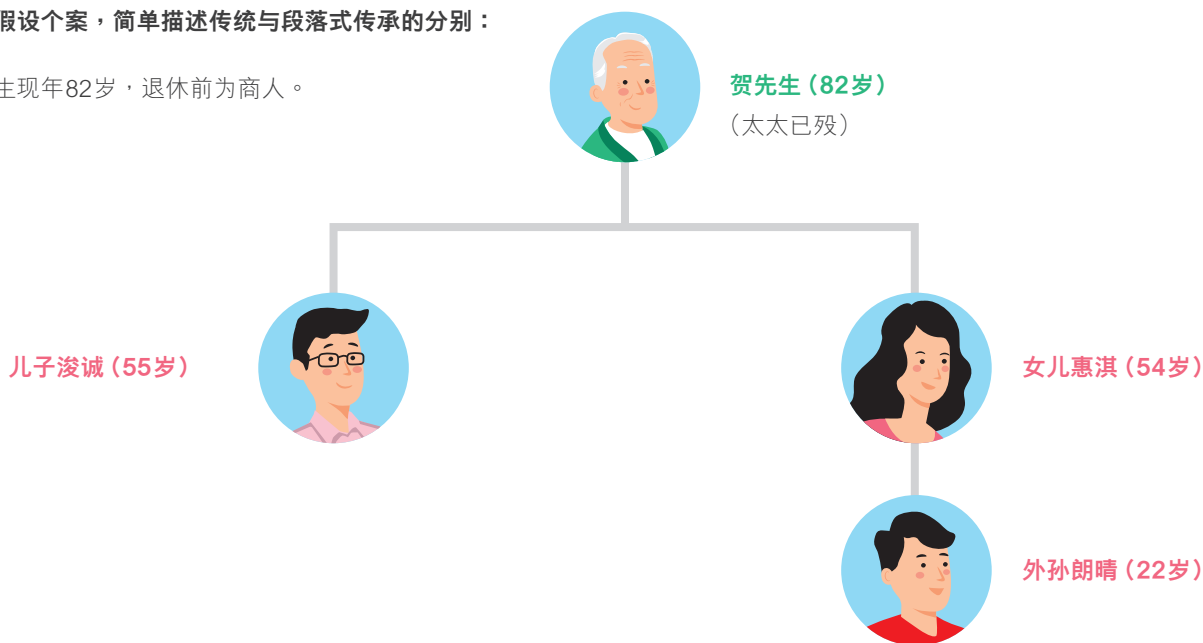 假设个案，简单描述传统与段落式传承的分别：
生现年82岁，退休前为商人。
贺先生（82岁）
（太太已殁）
儿子浚诚（55岁）
女儿惠淇（54岁）
外孙朗晴（22岁）